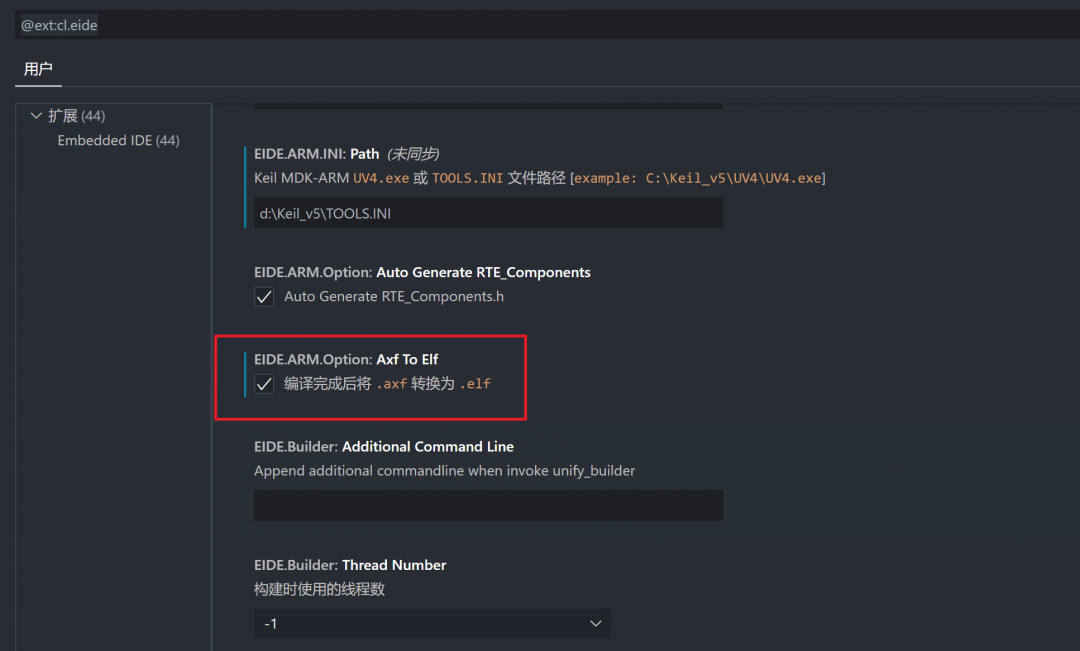 @ext:cl.eide
用户
扩展 (44)
Embedded IDE (44)
EIDE.ARM.INI: Path (未同步)
Keil MDK-ARM UV4.exe 或 TOOLS.INI 文件路径 [example: C:\Keil_v5\UV4\UV4.exe]
d:\Keil_v5\TOOLS.INI
EIDE.ARM.Option: Auto Generate RTE_Components
Auto Generate RTE_Components.h
EIDE.ARM.Option: Axf To Elf
编译完成后将 .axf 转换为 .elf
EIDE.Builder: Additional Command Line
Append additional commandline when invoke unify_builder
EIDE.Builder: Thread Number
构建时使用的线程数
-1